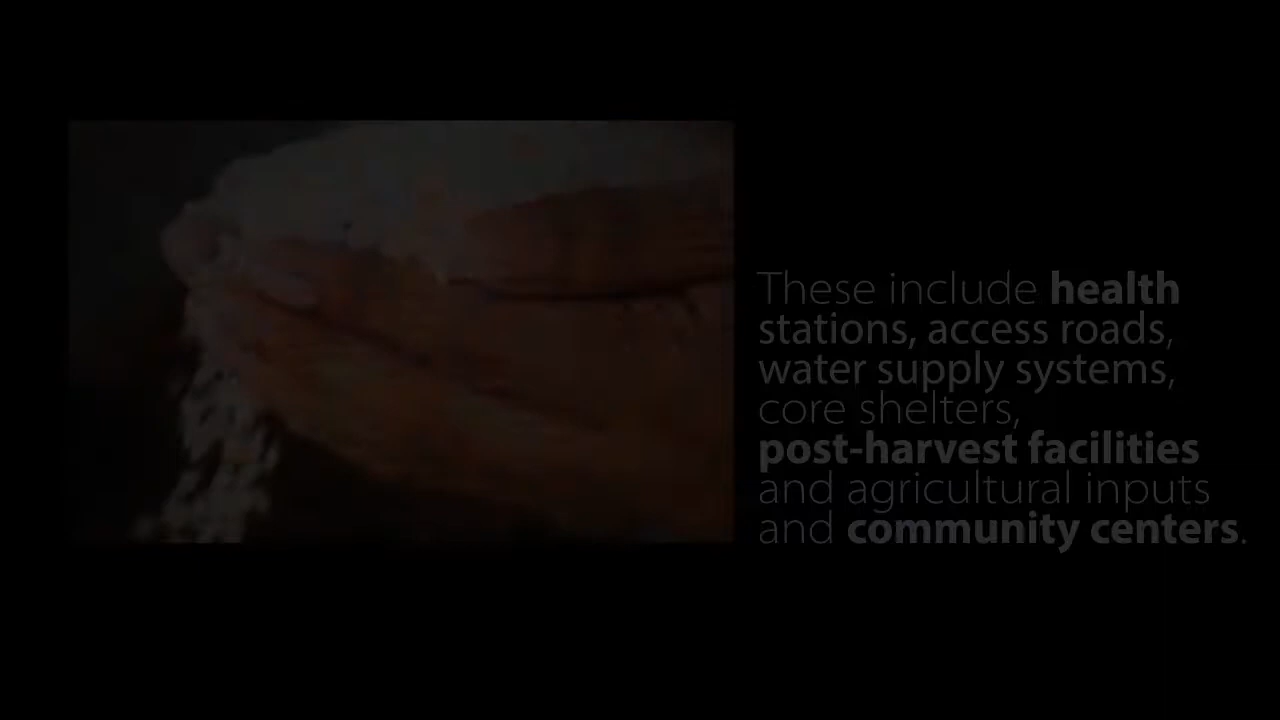 These include health
stations, access roads,
water supply systems,
core shelters,
post-harvest facilities
and agricultural inputs
and community centers.